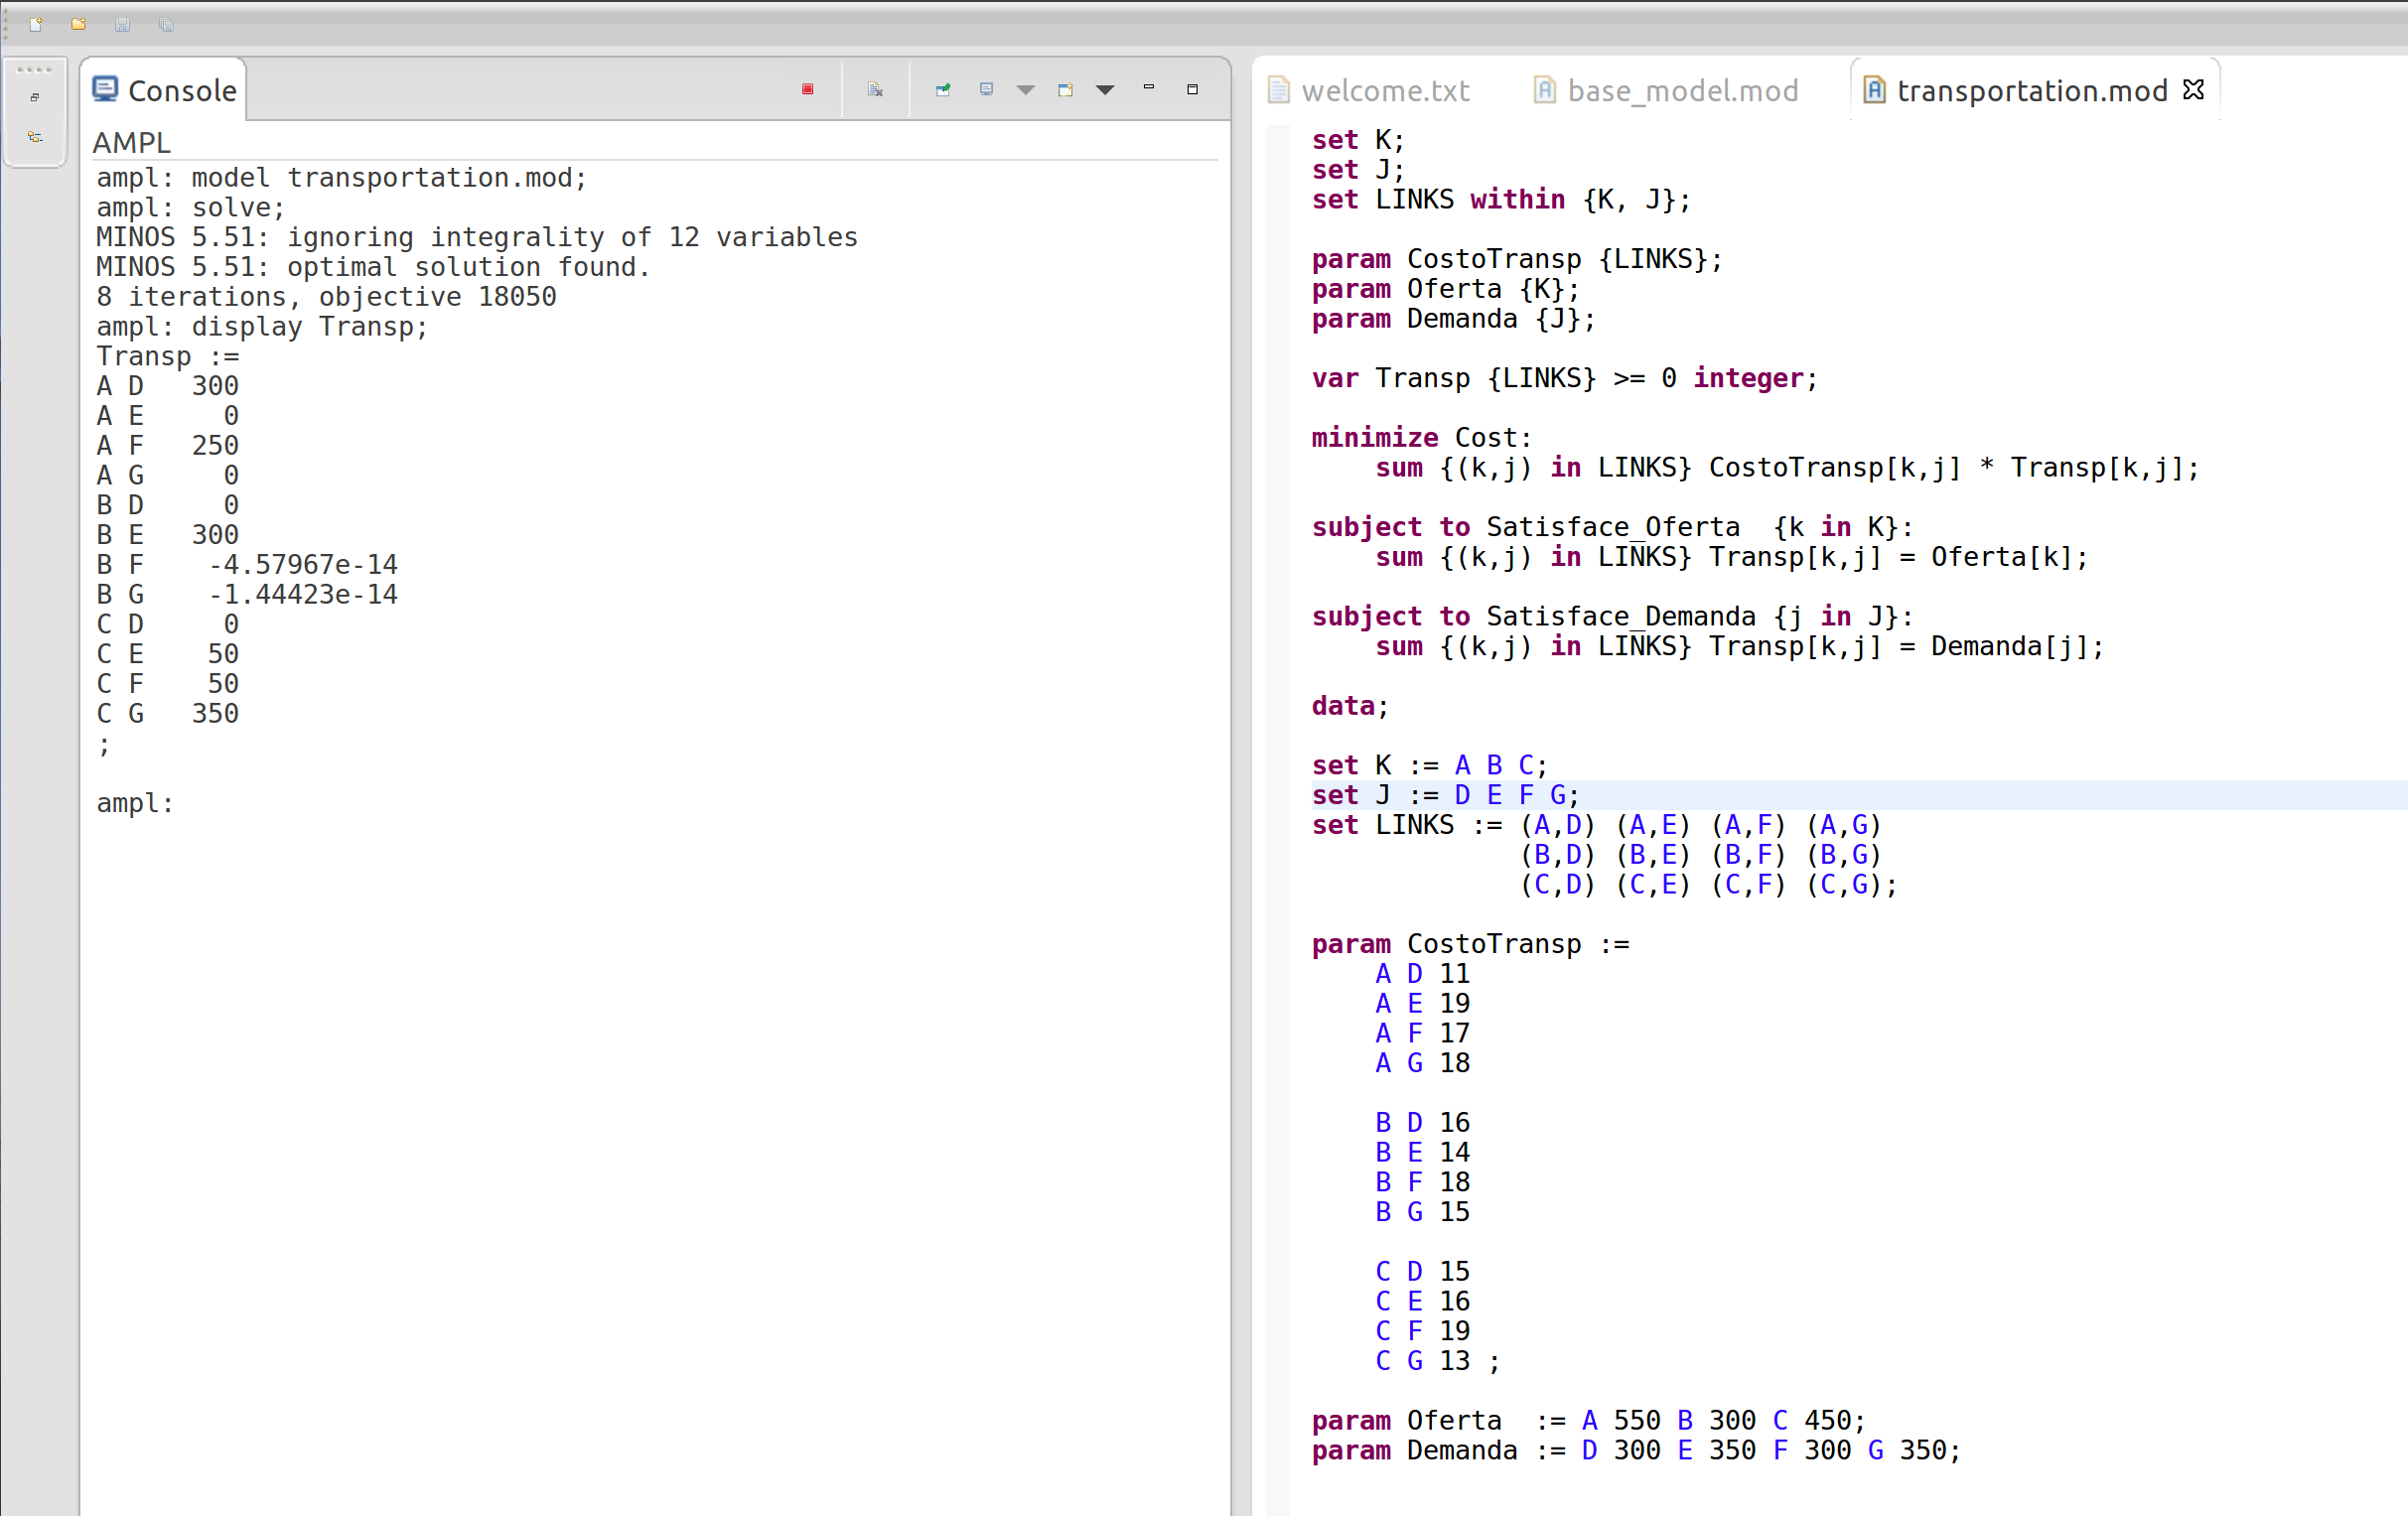 Console
AMPL
ampl: model transportation.mod;
ampl: solve;
MINOS 5.51: ignoring integrality of 12 variables
MINOS 5.51: optimal solution found.
8 iterations, objective 18050
ampl: display Transp;
Transp :=
A D   300
A E     0
A F   250
A G     0
B D     0
B E   300
B F    -4.57967e-14
B G    -1.44423e-14
C D     0
C E    50
C F    50
C G   350
;
ampl:
welcome.txt
base_model.mod
transportation.mod
set K;
set J;
set LINKS within {K, J};
param CostoTransp {LINKS};
param Oferta {K};
param Demanda {J};
var Transp {LINKS} >= 0 integer;
minimize Cost:
    sum {(k,j) in LINKS} CostoTransp[k,j] * Transp[k,j];
subject to Satisface_Oferta  {k in K}:
    sum {(k,j) in LINKS} Transp[k,j] = Oferta[k];
subject to Satisface_Demanda {j in J}:
    sum {(k,j) in LINKS} Transp[k,j] = Demanda[j];
data;
set K := A B C;
set J := D E F G;
set LINKS := (A,D) (A,E) (A,F) (A,G)
             (B,D) (B,E) (B,F) (B,G)
             (C,D) (C,E) (C,F) (C,G);
param CostoTransp :=
    A D 11
    A E 19
    A F 17
    A G 18
    B D 16
    B E 14
    B F 18
    B G 15
    C D 15
    C E 16
    C F 19
    C G 13 ;
param Oferta  := A 550 B 300 C 450;
param Demanda := D 300 E 350 F 300 G 350;